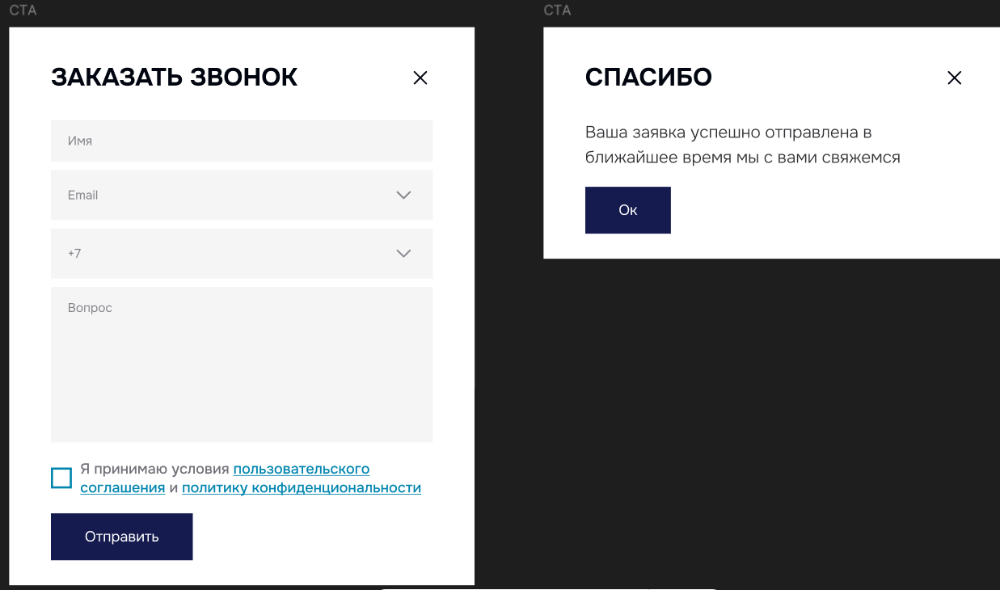 CTA
ЗАКАЗАТЬ ЗВОНОК
Имя
Email
+7
Вопрос
Я принимаю условия пользовательского
соглашения и политику конфиденциональности
Отправить
CTA
СПАСИБО
Ваша заявка успешно отправлена в
ближайшее время мы с вами свяжемся
Ок